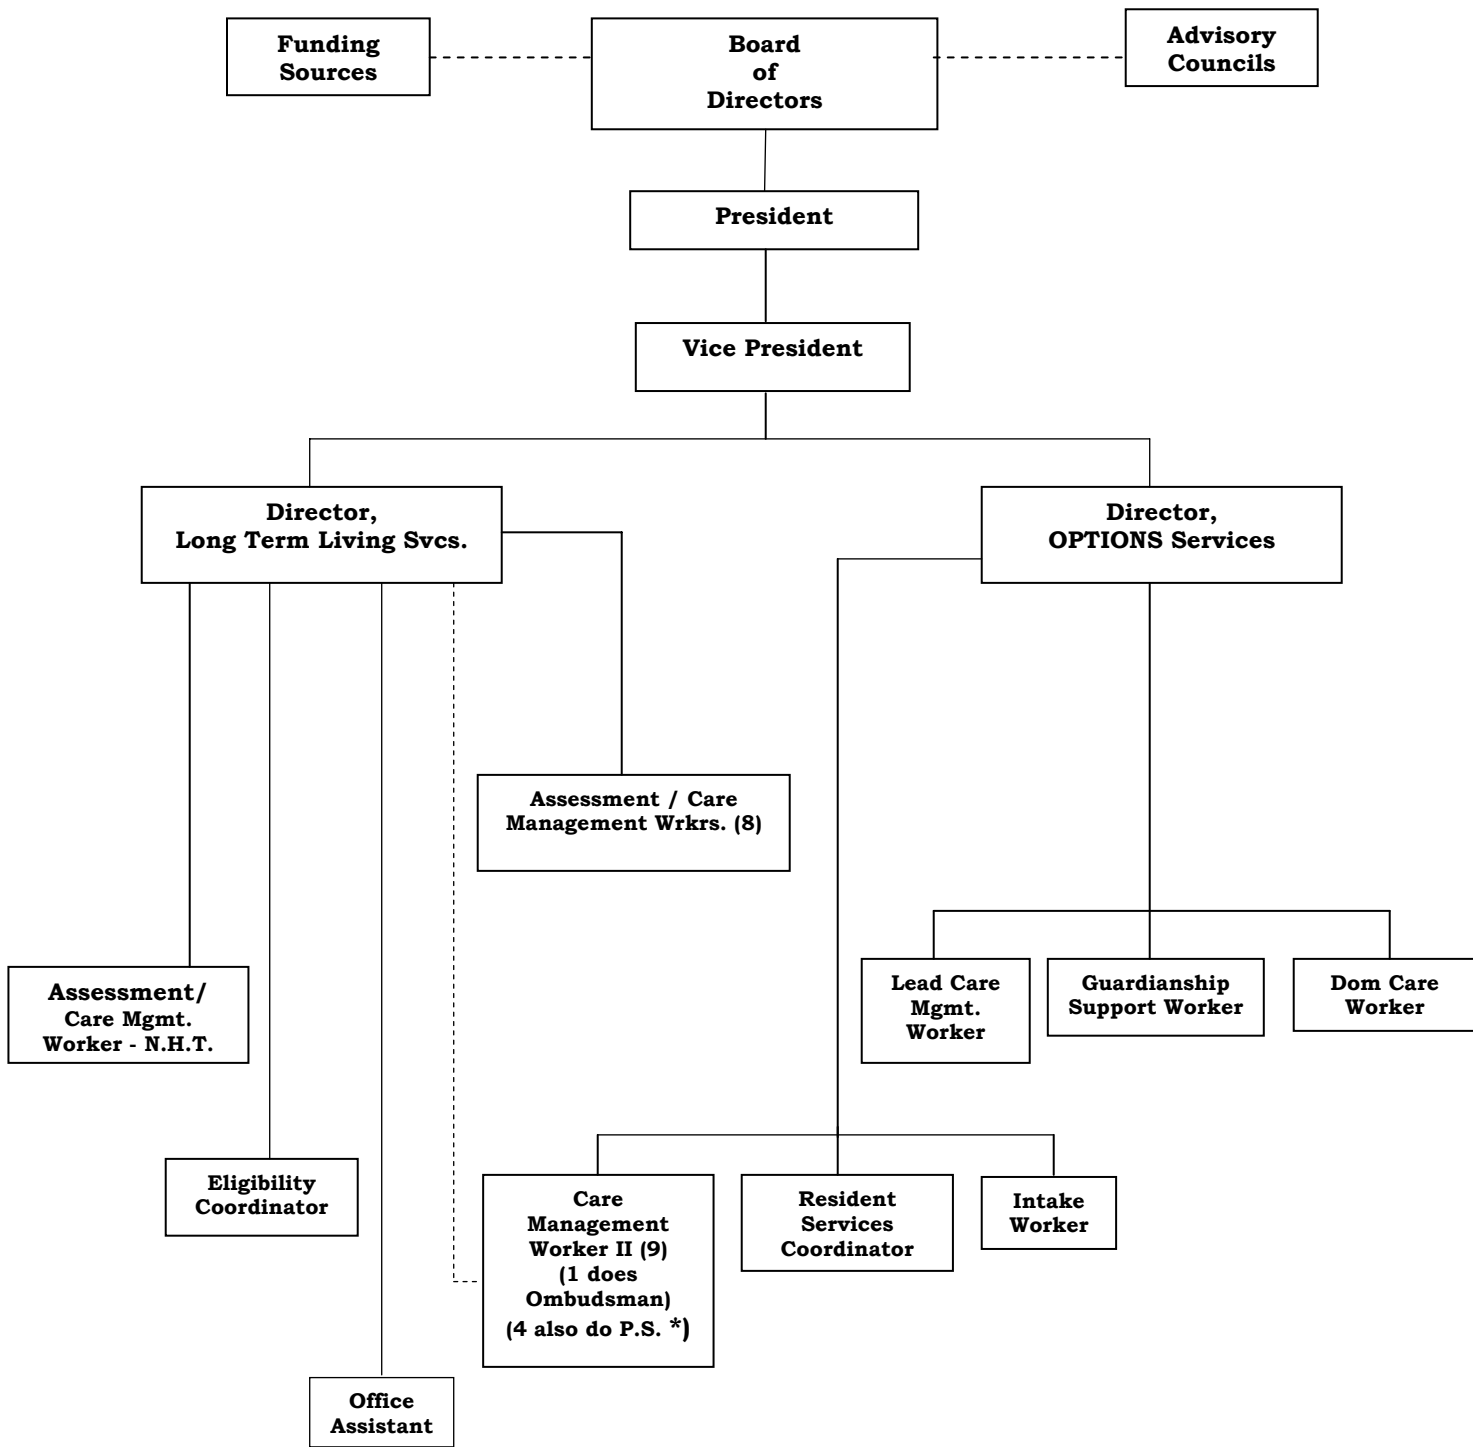 Funding
Sources
Board
of
Directors
Advisory
Councils
President
Vice President
Director,
Long Term Living Svcs.
Director,
OPTIONS Services
Assessment / Care
Management Wrkrs. (8)
Assessment/
Care Mgmt.
Worker - N.H.T.
Lead Care
Mgmt.
Worker
Guardianship
Support Worker
Dom Care
Worker
Eligibility
Coordinator
Care
Management
Worker II (9)
(1 does
Ombudsman)
(4 also do P.S. *)
Resident
Services
Coordinator
Intake
Worker
Office
Assistant